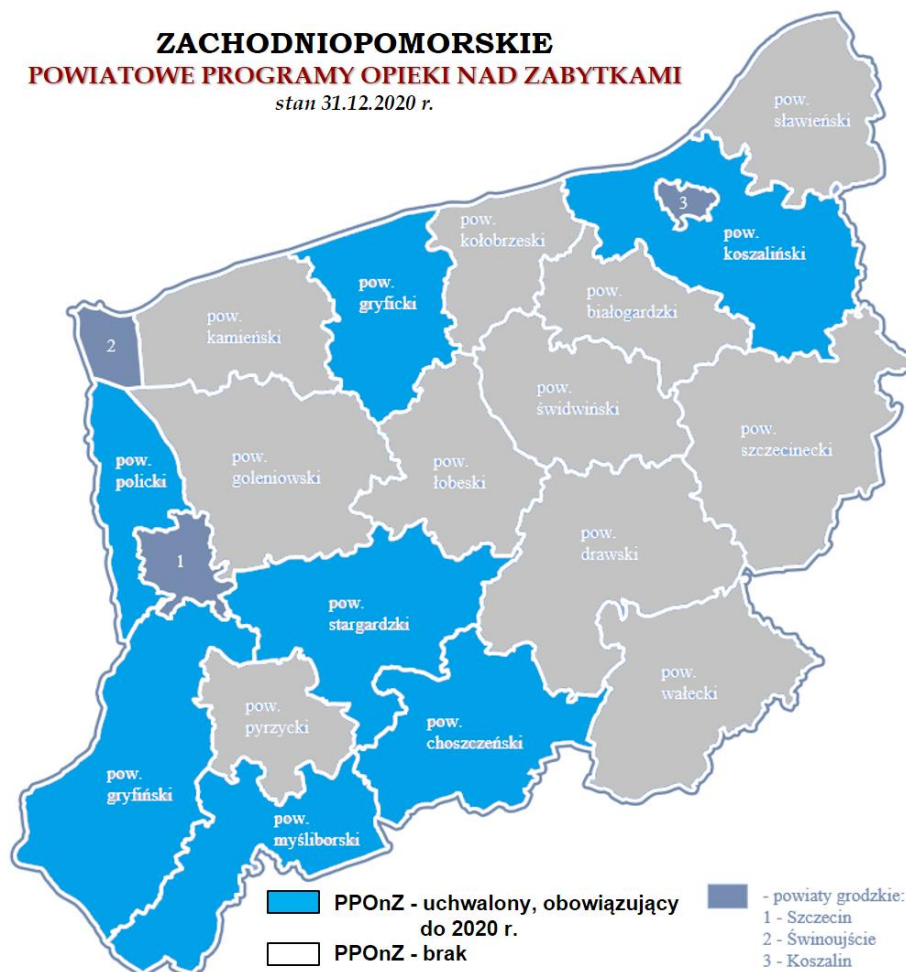 ZACHODNIOPOMORSKIE
POWIATOWE PROGRAMY OPIEKI NAD ZABYTKAMI
stan 31.12.2020 r.
pow.
sławieński
3
pow.
koszaliński
pow.
kołobrzeski
pow.
gryficki
pow.
białogardzki
pow.
kamieński
2
pow.
świdwiński
pow.
szczecinecki
pow.
policki
pow.
goleniowski
pow.
łobeski
pow.
drawski
1
pow.
stargardzki
pow.
wałecki
pow.
pyrzycki
pow.
choszczeński
pow.
gryfiński
pow.
myśliborski
PPOnZ - uchwalony, obowiązujący
do 2020 r.
PPOnZ - brak
- powiaty grodzkie:
1 - Szczecin
2 - Świnoujście
3 - Koszalin